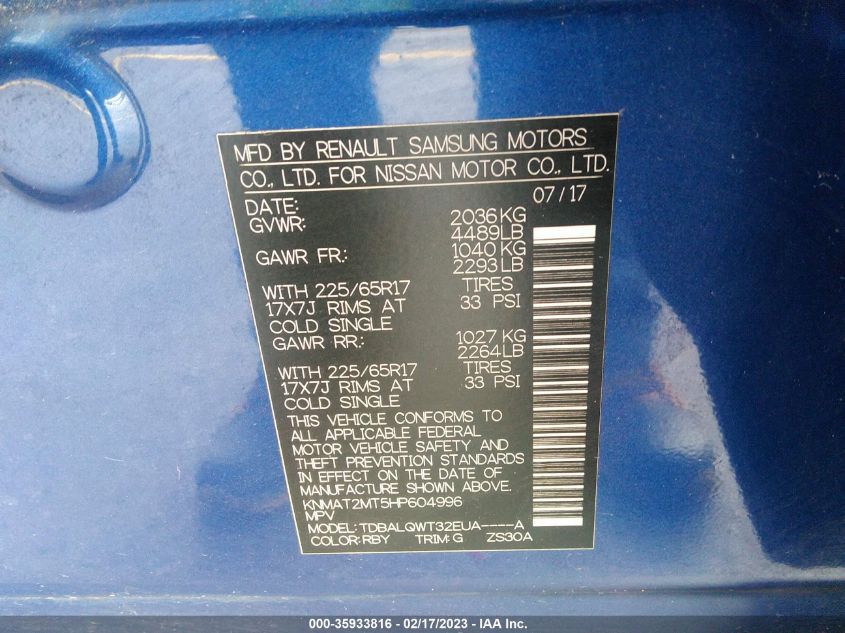 MFD BY RENAULT SAMSUNG MOTORS
CO., LTD. FOR NISSAN MOTOR CO., LTD.
DATE: 07/17
GVWR: 2036KG
4489LB
GAWR FR.: 1040KG
2293LB
WITH 225/65R17 TIRES
17X7J RIMS AT 33 PSI
COLD SINGLE
GAWR RR.: 1027 KG
2264LB
WITH 225/65R17 TIRES
17X7J RIMS AT 33 PSI
COLD SINGLE
THIS VEHICLE CONFORMS TO
ALL APPLICABLE FEDERAL
MOTOR VEHICLE SAFETY AND
THEFT PREVENTION STANDARDS
IN EFFECT ON THE DATE OF
MANUFACTURE SHOWN ABOVE.
KNMAT2MT5HP604996
MPV
MODEL:TDBALQWT32EUA----A
COLOR:RBY TRIM:G ZS30A
000-35933816 - 02/17/2023 - IAA Inc.